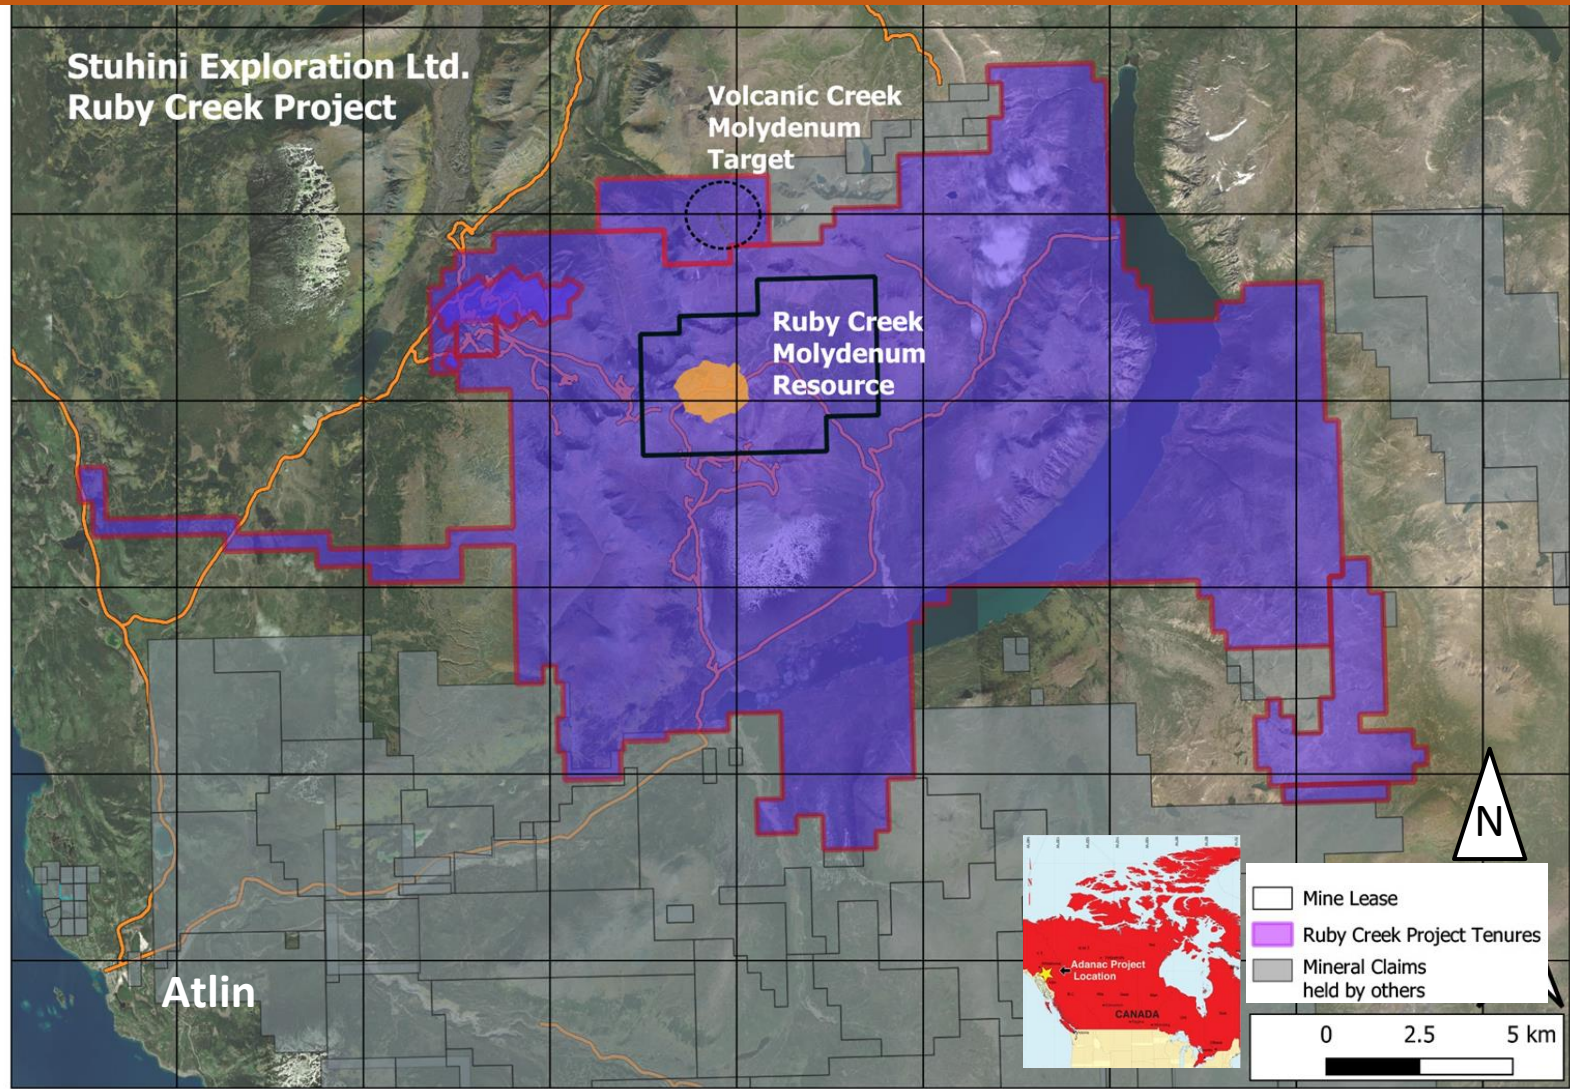 Stuhini Exploration Ltd.
Ruby Creek Project
Volcanic Creek
Molydenum
Target
Ruby Creek
Molydenum
Resource
Atlin
N
Adanac Project
Location
CANADA
Mine Lease
Ruby Creek Project Tenures
Mineral Claims
held by others
0 2.5 5 km